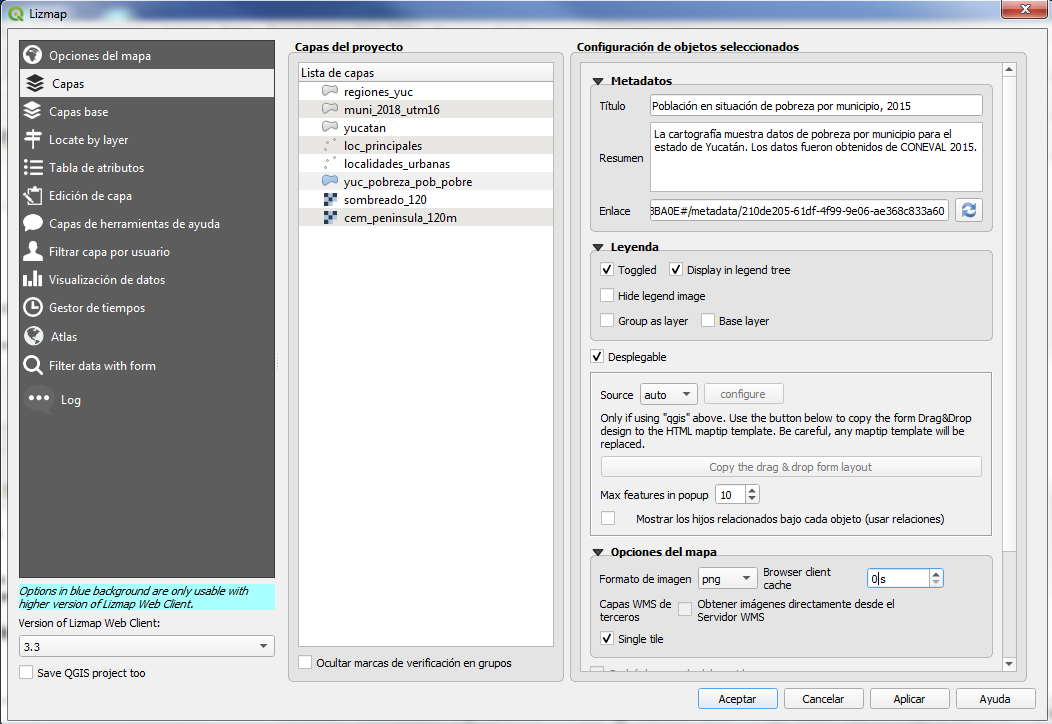 Lizmap
Opciones del mapa
Capas
Capas base
Locate by layer
Tabla de atributos
Edición de capa
Capas de herramientas de ayuda
Filtrar capa por usuario
Visualización de datos
Gestor de tiempos
Atlas
Filter data with form
Log
Options in blue background are only usable with
higher version of Lizmap Web Client.
Version of Lizmap Web Client:
3.3
Save QGIS project too
Capas del proyecto
Lista de capas
regiones_yuc
muni_2018_utm16
yucatan
loc_principales
localidades_urbanas
yuc_pobreza_pob_pobre
sombreado_120
cem_peninsula_120m
Ocultar marcas de verificación en grupos
Configuración de objetos seleccionados
Metadatos
Título Población en situación de pobreza por municipio, 2015
Resumen
La cartografía muestra datos de pobreza por municipio para el
estado de Yucatán. Los datos fueron obtenidos de CONEVAL 2015.
Enlace BBA0E#/metadata/210de205-61df-4f99-9e06-ae368c833a60
Leyenda
Toggled Display in legend tree
Hide legend image
Group as layer Base layer
Desplegable
Source auto configure
Only if using "qgis" above. Use the button below to copy the form Drag&Drop
design to the HTML maptip template. Be careful, any maptip template will be
replaced.
Copy the drag & drop form layout
Max features in popup 10
Mostrar los hijos relacionados bajo cada objeto (usar relaciones)
Opciones del mapa
Formato de imagen png Browser client
cache
0s
Capas WMS de
terceros
Obtener imágenes directamente desde el
Servidor WMS
Single tile
Aceptar Cancelar Aplicar Ayuda